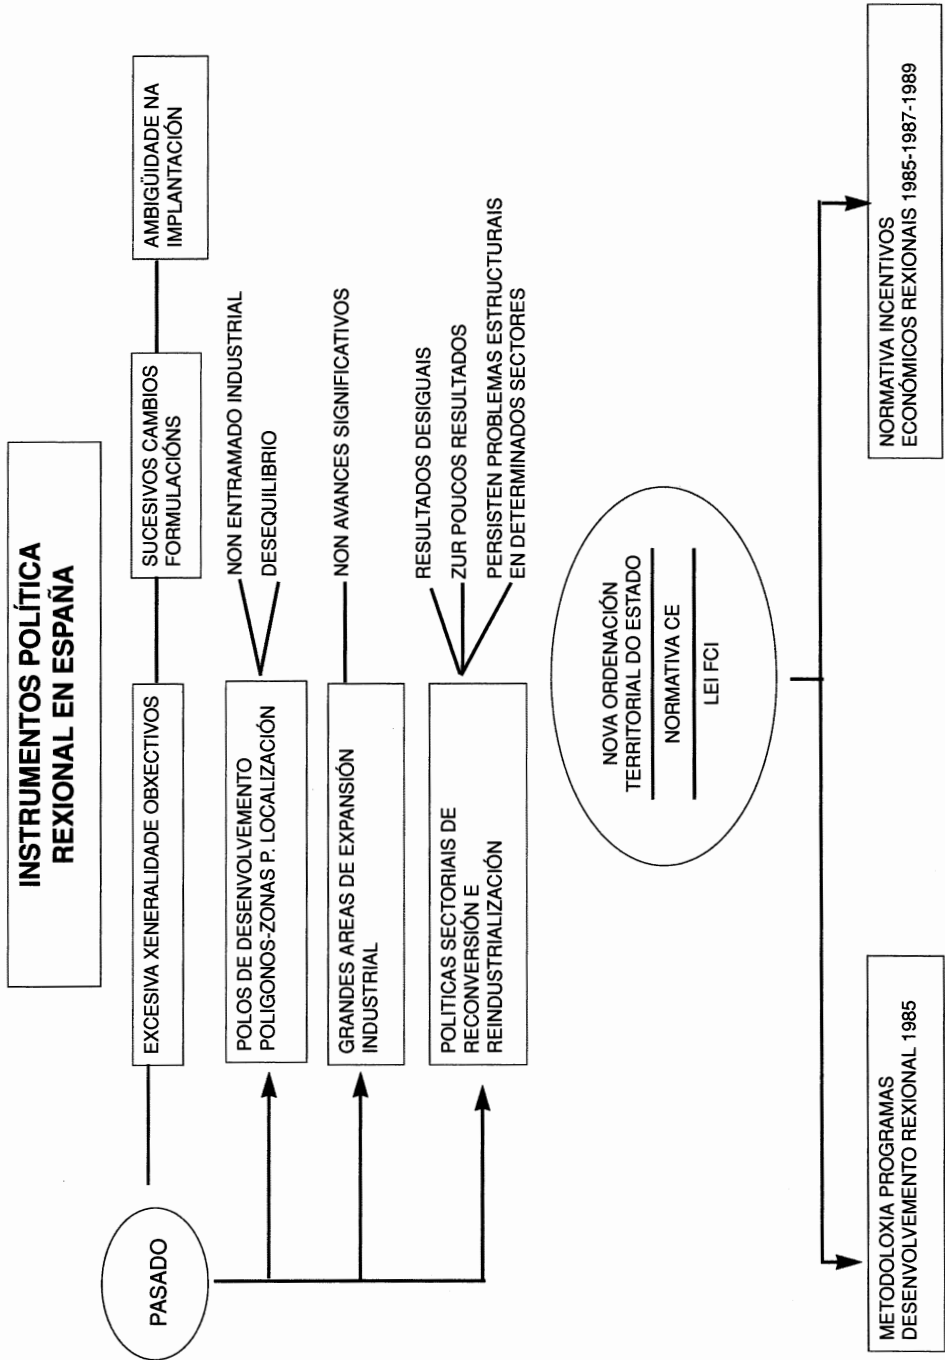 INSTRUMENTOS POLÍTICA
REXIONAL EN ESPAÑA
PASADO
EXCESIVA XENERALIDADE OBXECTIVOS
SUCESIVOS CAMBIOS
FORMULACIÓNS
AMBIGÜIDADE NA
IMPLANTACIÓN
POLOS DE DESENVOLVEMENTO
POLIGONOS-ZONAS P. LOCALIZACIÓN
NON ENTRAMADO INDUSTRIAL
DESEQUILIBRIO
GRANDES AREAS DE EXPANSIÓN
INDUSTRIAL
NON AVANCES SIGNIFICATIVOS
POLITICAS SECTORIAIS DE
RECONVERSIÓN E
REINDUSTRIALIZACIÓN
RESULTADOS DESIGUAIS
ZUR POUCOS RESULTADOS
PERSISTEN PROBLEMAS ESTRUCTURAIS
EN DETERMINADOS SECTORES
NOVA ORDENACIÓN
TERRITORIAL DO ESTADO
NORMATIVA CE
LEI FCI
METODOLOXIA PROGRAMAS
DESENVOLVEMENTO REXIONAL 1985
NORMATIVA INCENTIVOS
ECONÓMICOS REXIONAIS 1985-1987-1989